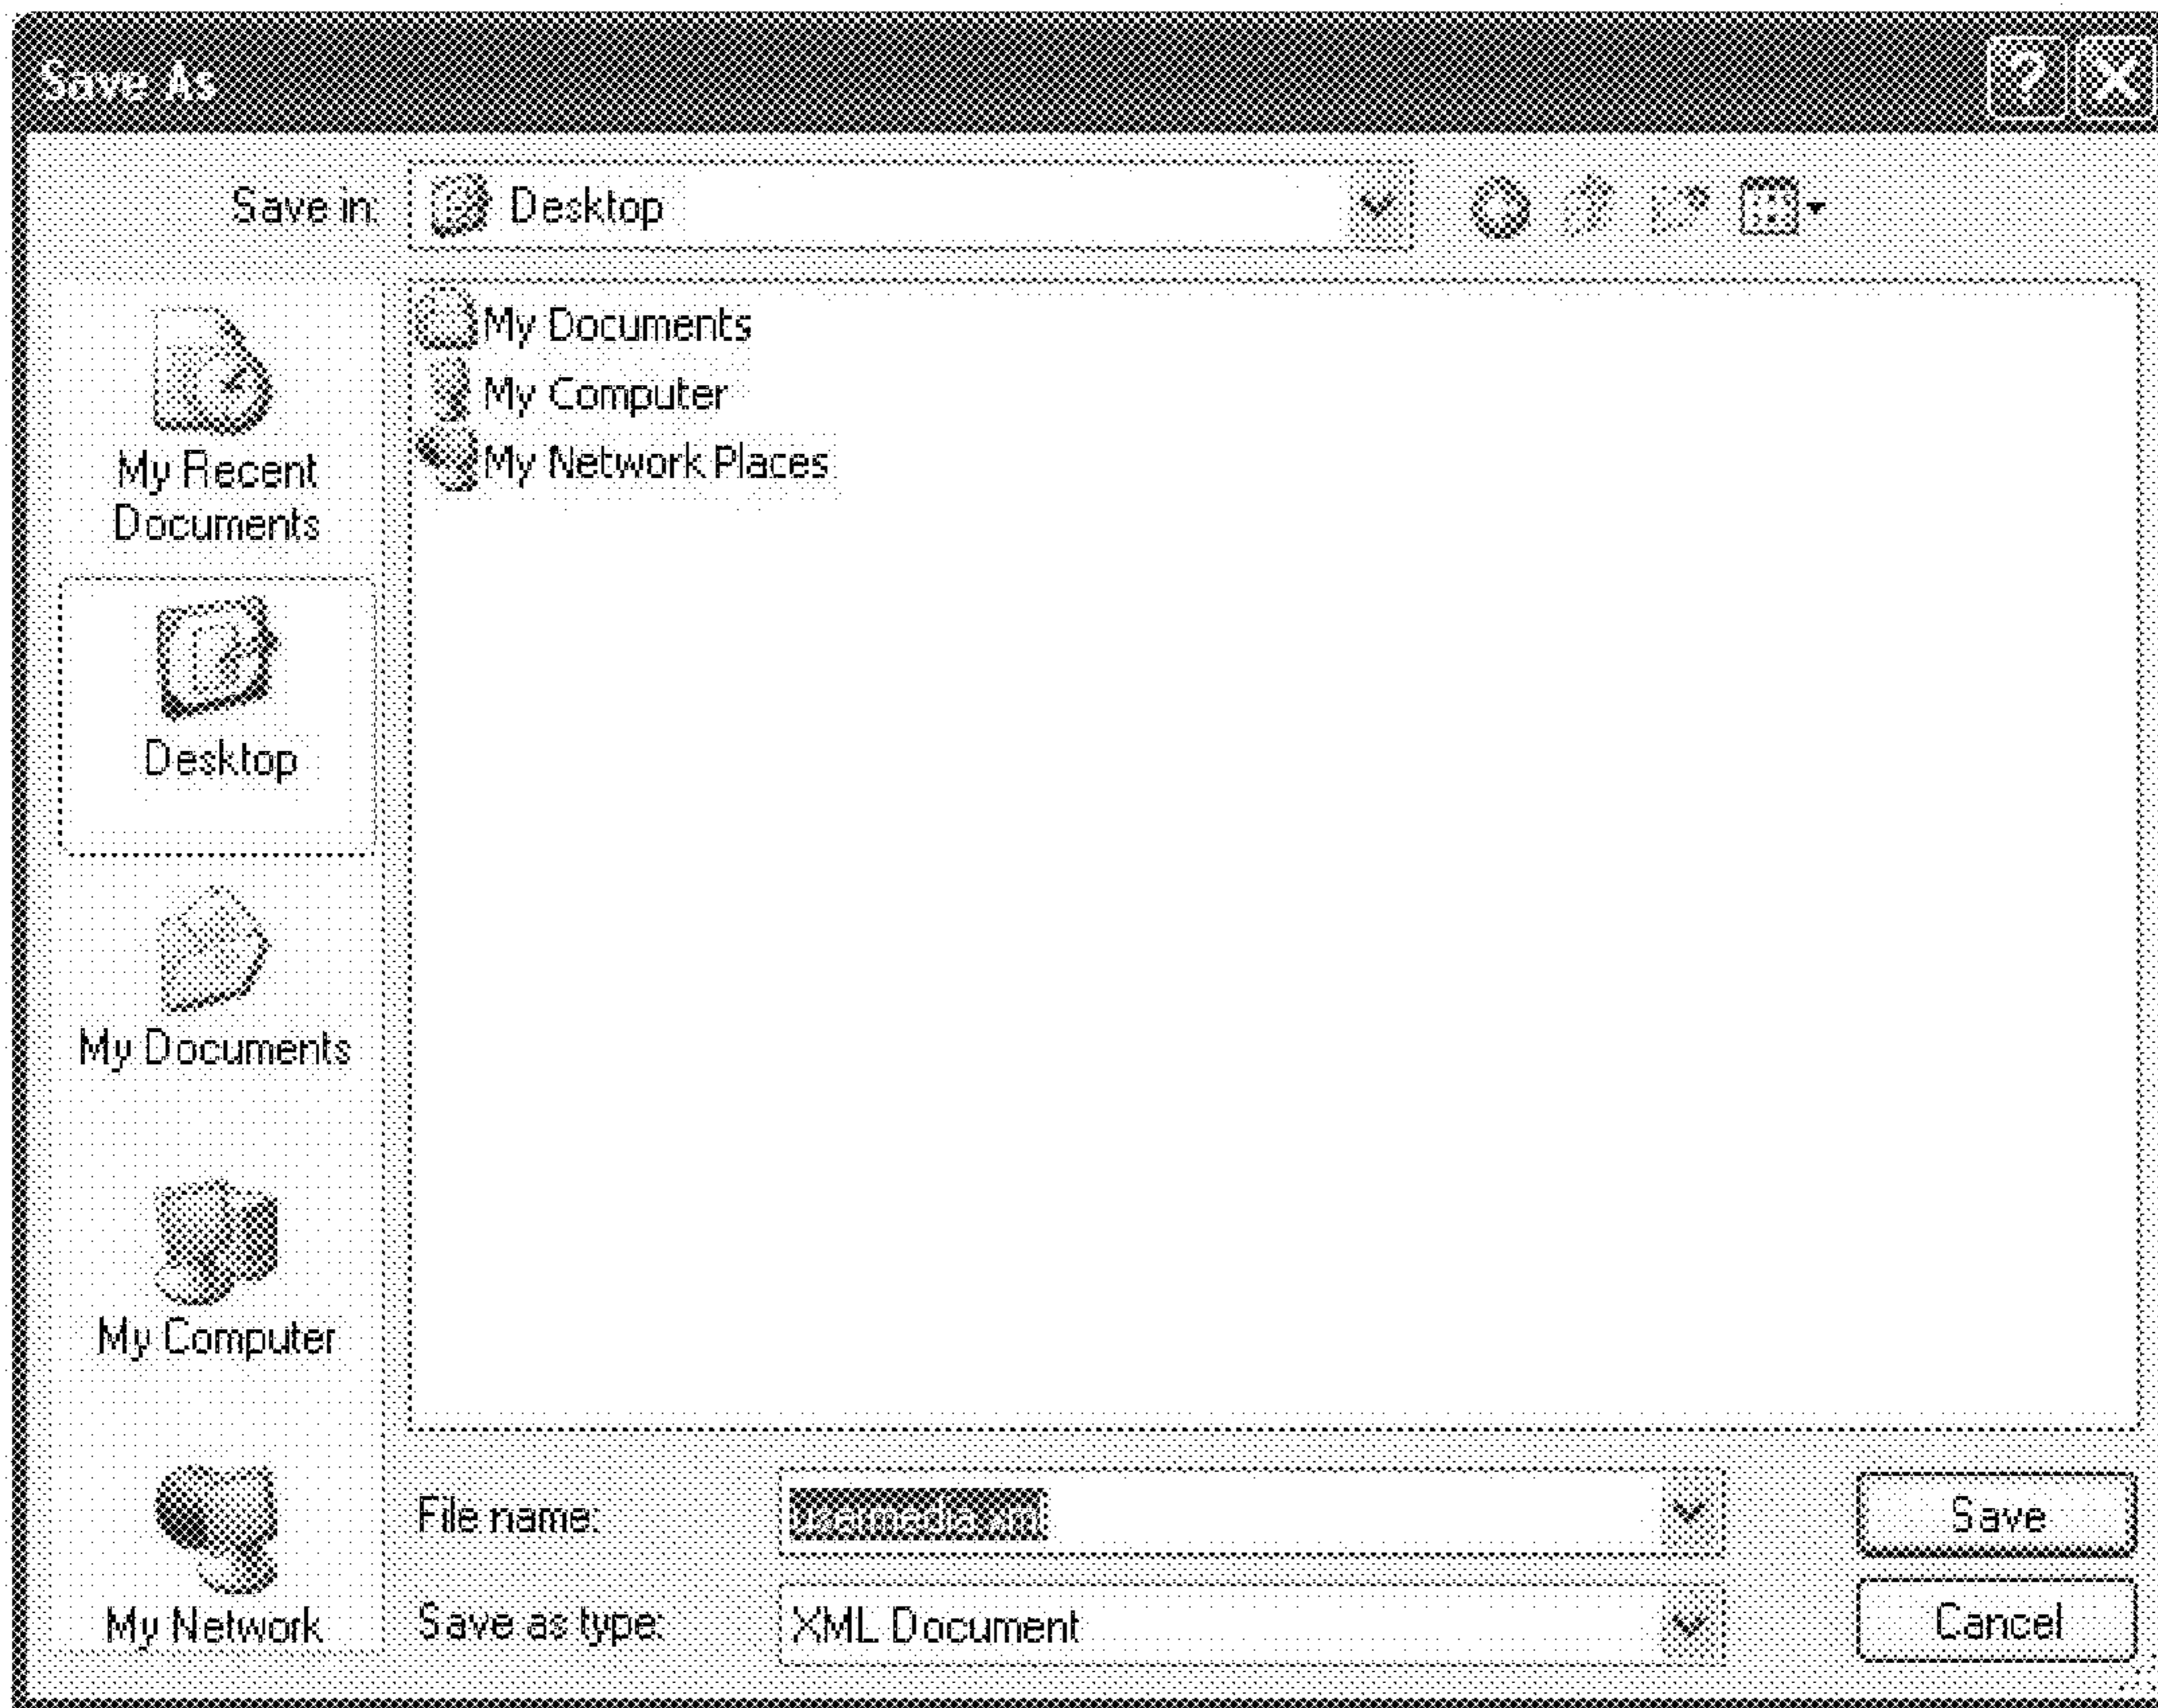 Save As
Save in:
Desktop
My Documents
My Computer
My Network Places
My Recent
Documents
Desktop
My Documents
My Computer
My Network
File name:
Save
Save as type:
XML Document
Cancel